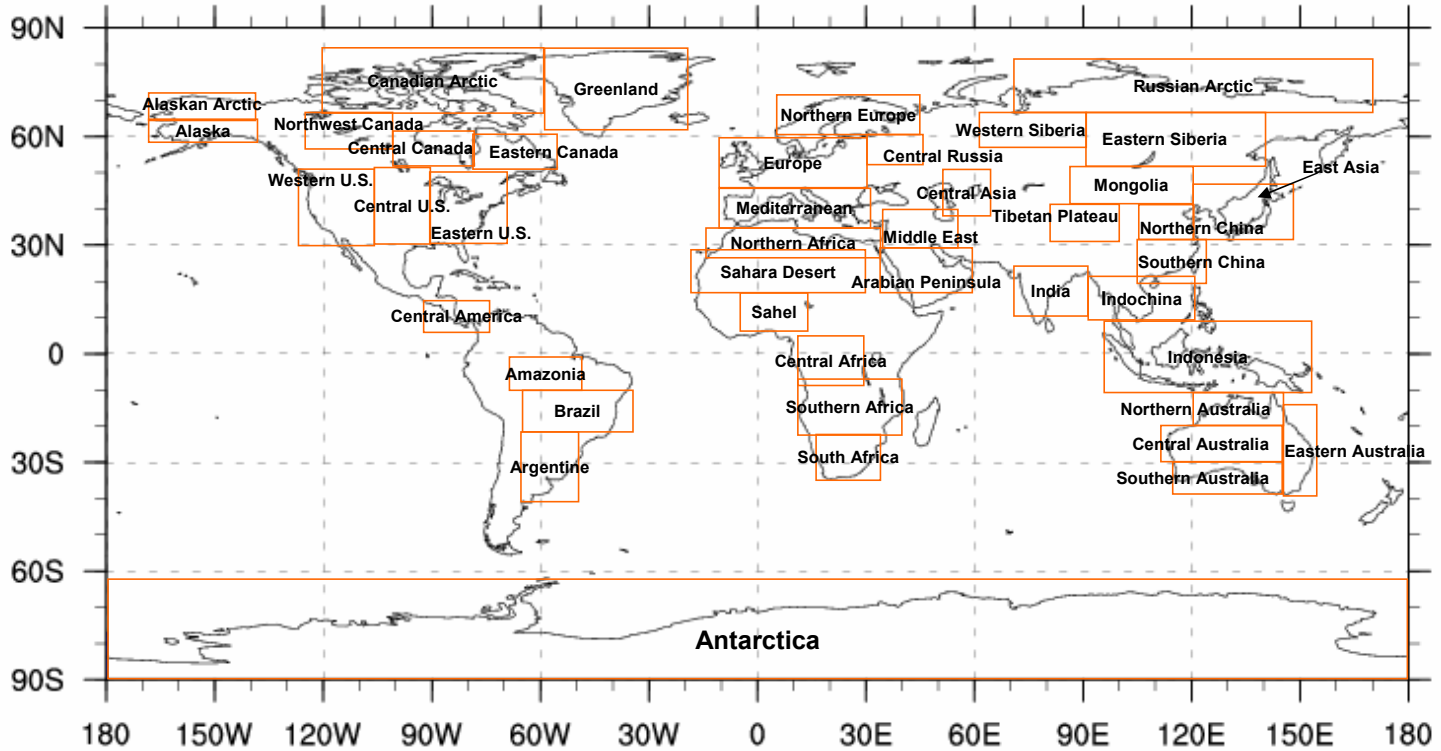 90N
Canadian Arctic
Greenland
Russian Arctic
Alaskan Arctic
Northern Europe
Northwest Canada
Alaska
Western Siberia
60N
Eastern Siberia
Central Canada
Eastern Canada
Europe
Central Russia
East Asia
Western U.S.
Mongolia
Central Asia
Central U.S.
Mediterranean
Tibetan Plateau
Northern China
Eastern U.S.
Middle East
30N
Northern Africa
Southern China
Sahara Desert
Arabian Peninsula
India
Indochina
Sahel
Central America
0
Central Africa
Indonesia
Amazonia
Brazil
Southern Africa
Northern Australia
Central Australia
Eastern Australia
South Africa
30S
Argentine
Southern Australia
60S
Antarctica
90S
180 150W 120W 90W 60W 30W 0 30E 60E 90E 120E 150E 180